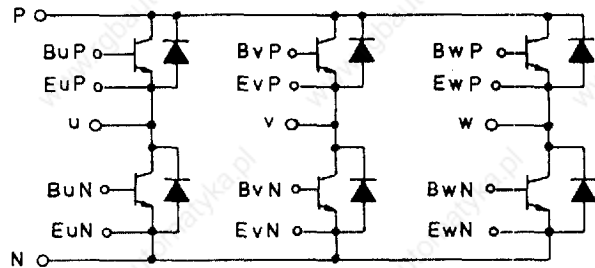 P
BuP BvP BwP
EuP EvP EwP
u v w
BuN BvN BwN
EuN EvN EwN
N